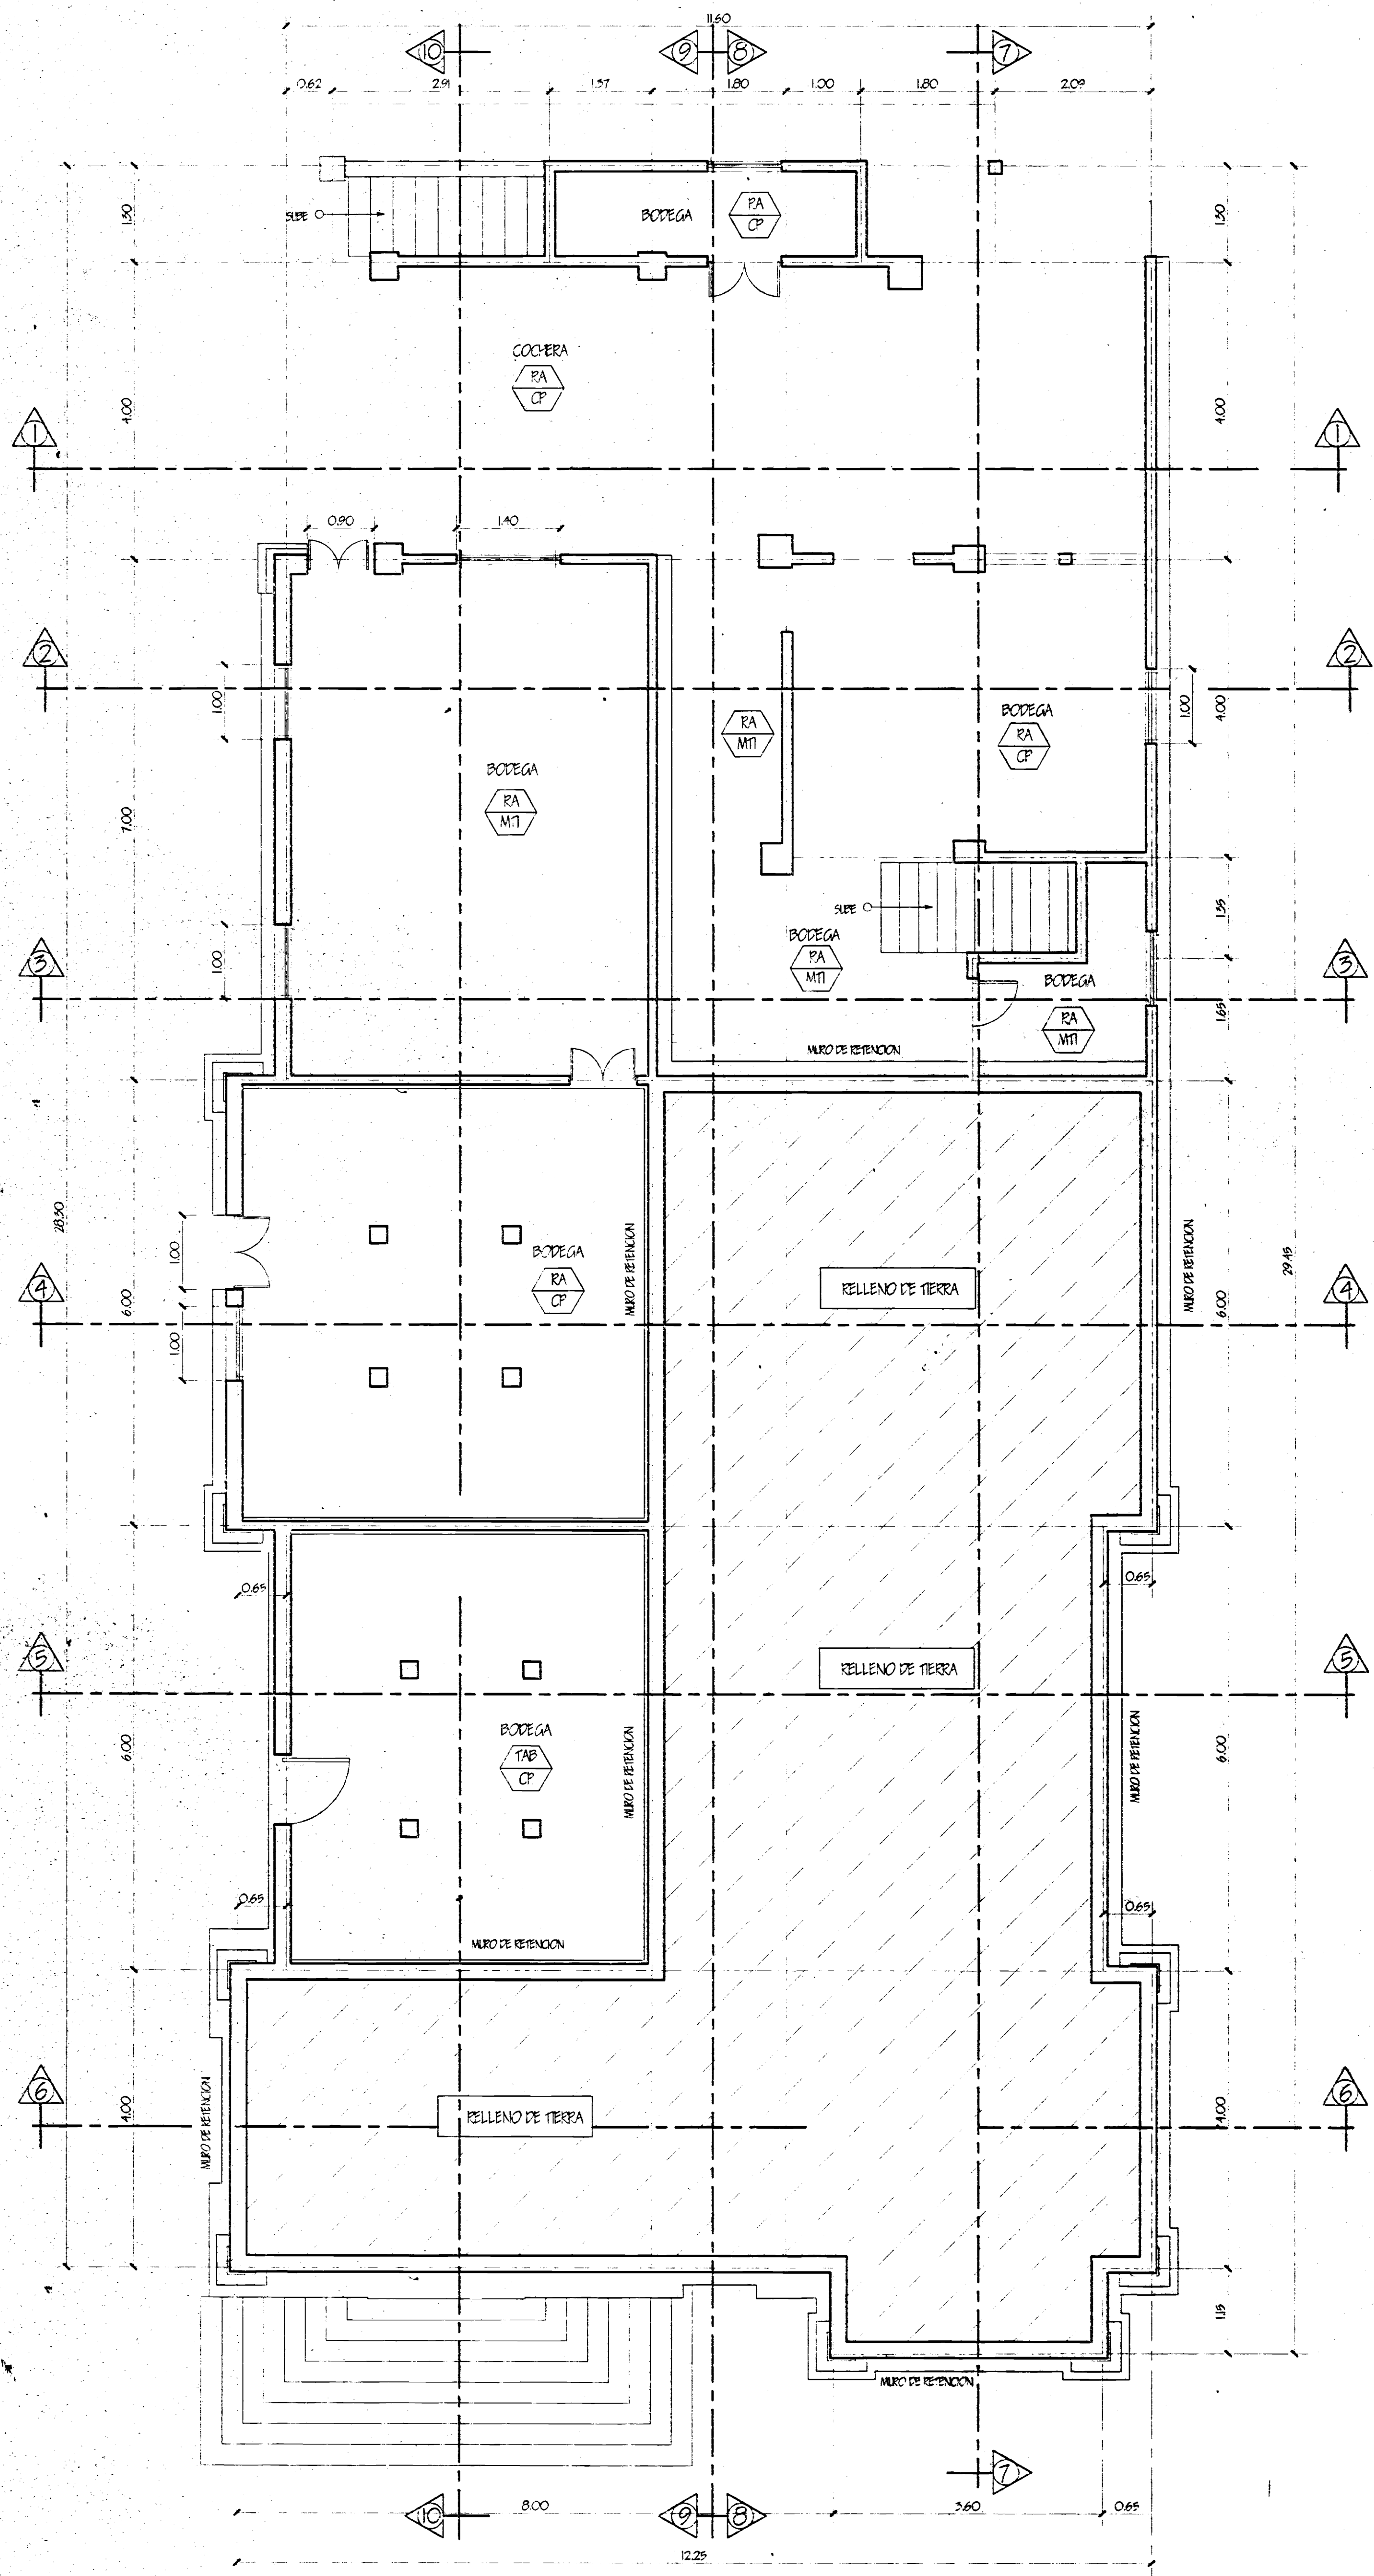 11.60
10
9
8
7
0.62
2.91
1.37
1.80
1.00
1.80
2.09
1.30
SUBE
BODEGA
RA
CP
1.30
COCHERA
RA
CP
4.00
4.00
1
1
0.90
1.40
2
2
1.00
RA
MTI
BODEGA
RA
CP
1.00
4.00
BODEGA
RA
MTI
7.00
SUBE
1.35
3
1.00
BODEGA
RA
MTI
BODEGA
3
RA
MTI
1.65
MURO DE RETENCION
28.30
1.00
BODEGA
RA
CP
MURO DE RETENCION
RELLENO DE TIERRA
MURO DE RETENCION
29.45
4
4
6.00
6.00
1.00
0.65
0.65
5
5
RELLENO DE TIERRA
BODEGA
TAB
CP
MURO DE RETENCION
MURO DE RETENCION
6.00
6.00
0.65
0.65
MURO DE RETENCION
6
6
MURO DE RETENCION
4.00
RELLENO DE TIERRA
4.00
1.15
MURO DE RETENCION
7
10
8.00
9
8
3.60
0.65
12.25